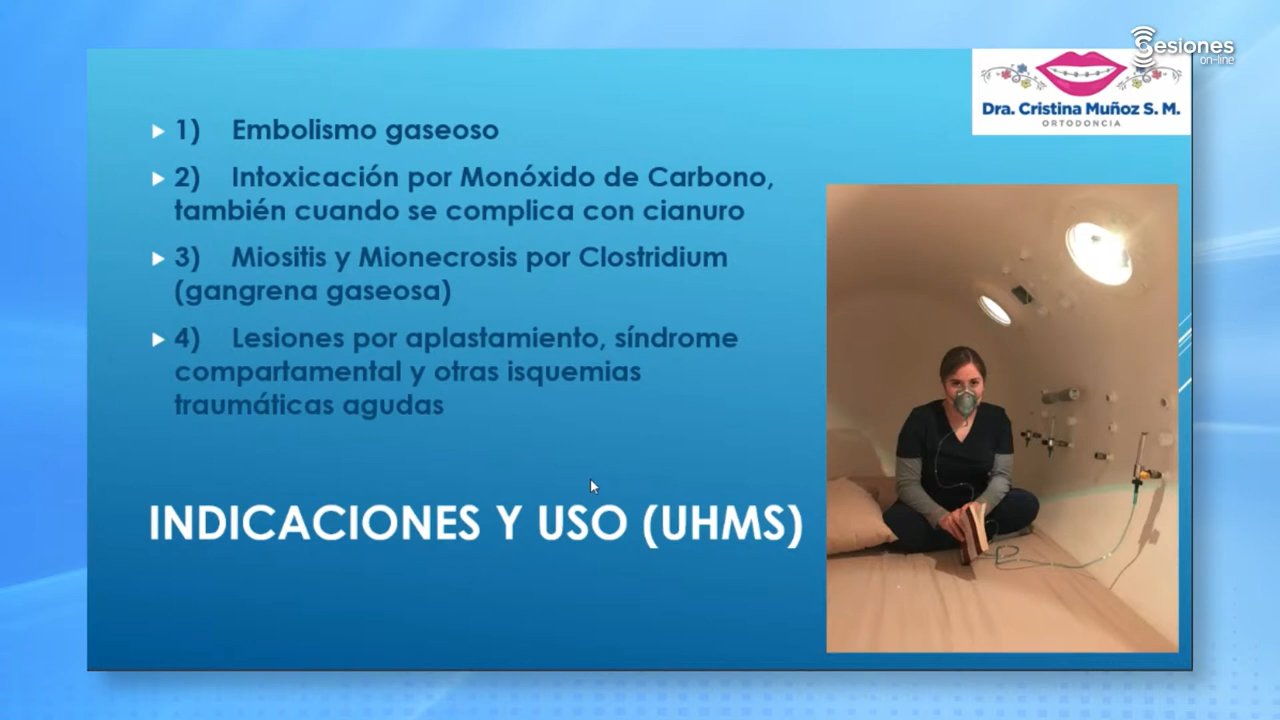 Sesiones
on-line
Dra. Cristina Muñoz S. M.
ORTODONCIA
1) Embolismo gaseoso
2) Intoxicación por Monóxido de Carbono,
también cuando se complica con cianuro
3) Miositis y Mionecrosis por Clostridium
(gangrena gaseosa)
4) Lesiones por aplastamiento, síndrome
compartamental y otras isquemias
traumáticas agudas
INDICACIONES Y USO (UHMS)